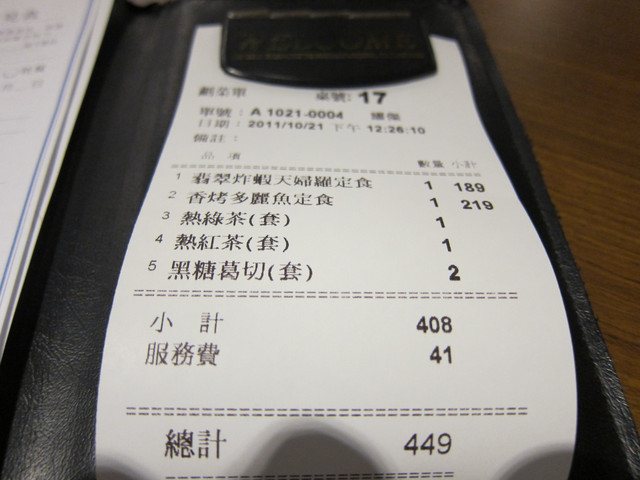 WELCOME
劃菜單 桌號: 17
單號: A 1021-0004
日期: 2011/10/21 下午 12:26:10
備註:
品 項 數量 小計
1 翡翠炸蝦天婦羅定食 1 189
2 香烤多麗魚定食 1 219
3 熱綠茶(套) 1
4 熱紅茶(套) 1
5 黑糖葛切(套) 2
小 計 408
服務費 41
總計 449